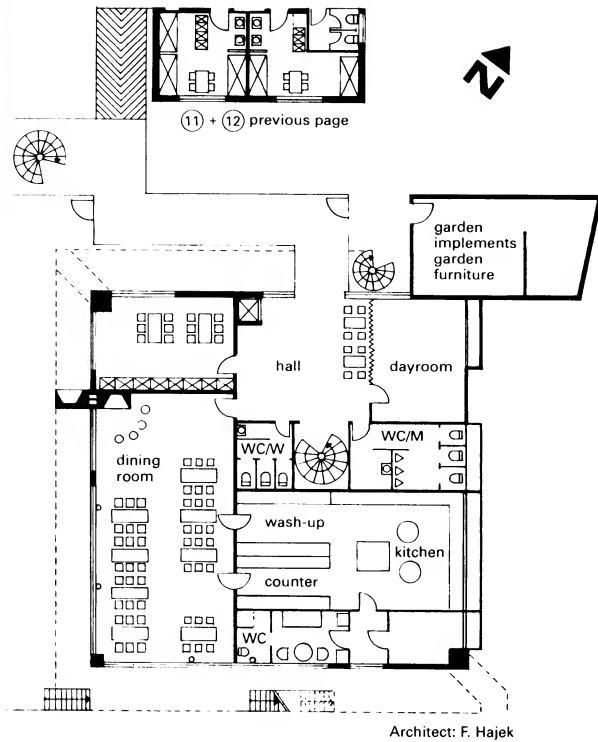 N
11 + 12 previous page
garden
implements
garden
furniture
hall
dayroom
WC/W
WC/M
dining
room
wash-up
kitchen
counter
WC
Architect: F. Hajek